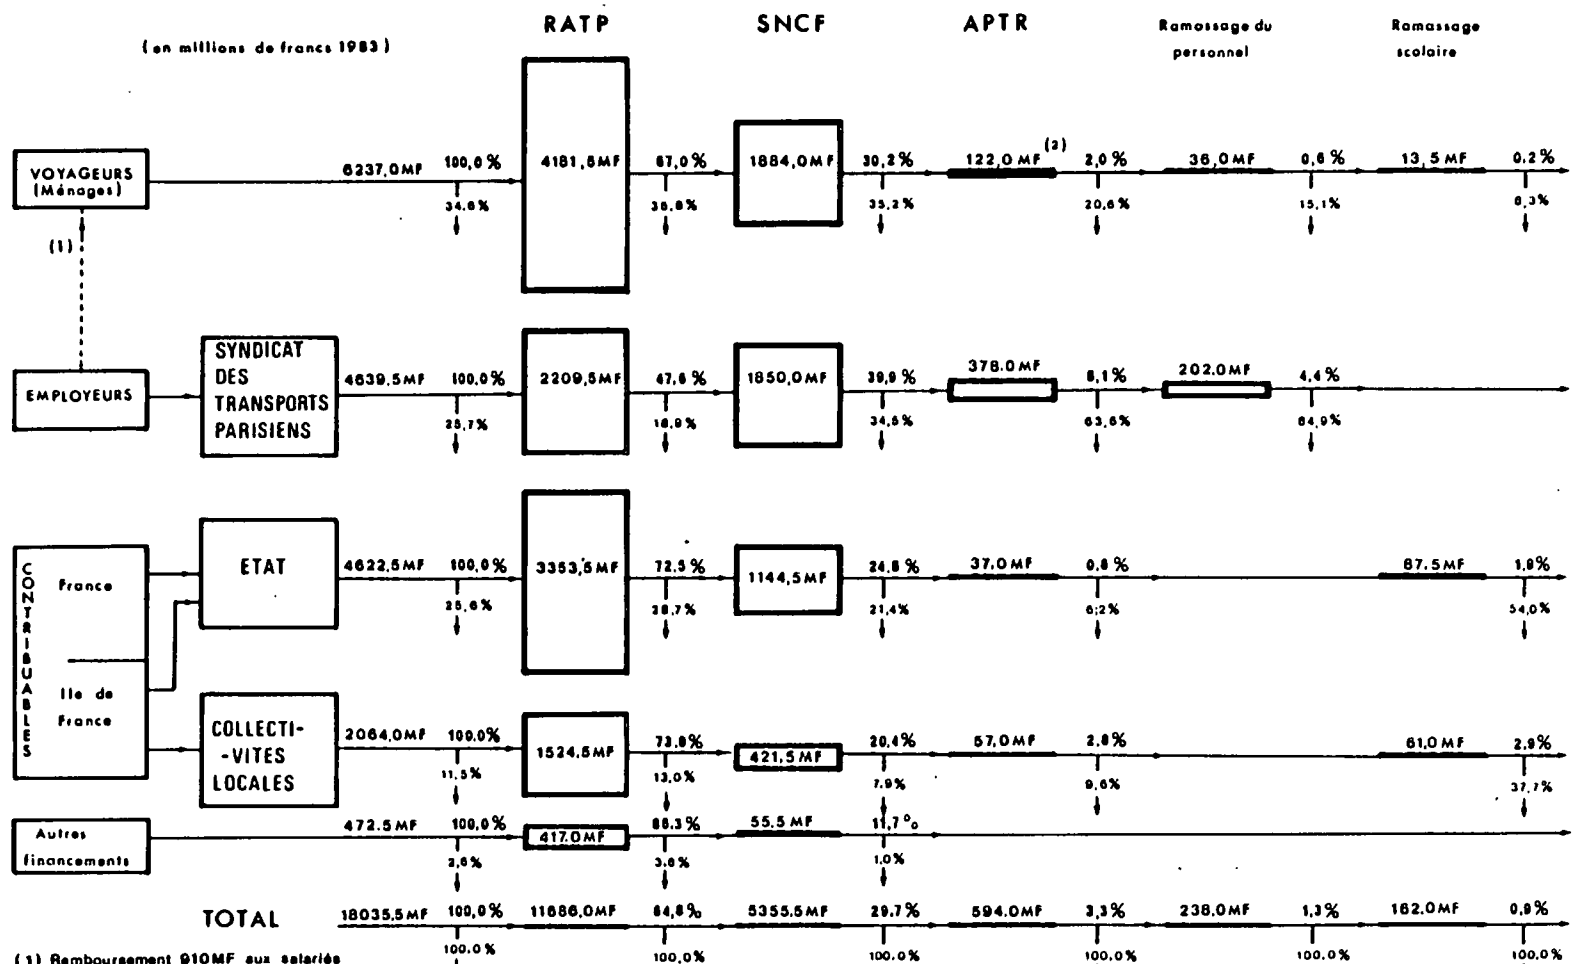 RATP SNCF APTR Ramossage du Ramassage
(en millions de francs 1983) personnel scolaire
VOYAGEURS
(Ménages)
6237,0MF 100,0% 4181,5MF 67,0% 1884,0MF 30,2% 122,0 MF (2) 2,0% 36,0MF 0,6% 13,5 MF 0,2%
34,6% 35,8% 35,2% 20,6% 15,1% 8,3%
(1)
EMPLOYEURS
SYNDICAT
DES
TRANSPORTS
PARISIENS
4639,5MF 100,0% 2209,5MF 47,6% 1850,0MF 39,9% 378.0MF 8,1% 202.0MF 4,4%
25,7% 18,9% 34,5% 63,6% 84,9%
CONTRIBUABLES
France
Ile de
France
ETAT
4622,5MF 100,0% 3353,5MF 72,5% 1144,5MF 24,8% 37.0MF 0,8% 87.5MF 1,9%
25,6% 28,7% 21,4% 6,2% 54,0%
COLLECTI-
-VITES
LOCALES
2064,0MF 100,0% 1524,5MF 73,8% 421,5MF 20,4% 57,0MF 2,8% 61,0MF 2,9%
11,5% 13,0% 7,9% 9,6% 37,7%
Autres
financements
472.5MF 100,0% 417.0MF 88.3% 55,5MF 11,7%
2,6% 3,6% 1,0%
TOTAL 18035,5MF 100,0% 11686,0MF 64,8% 5355.5MF 29.7% 594.0MF 3,3% 238.0MF 1,3% 162.0MF 0,9%
100.0% 100,0% 100.0% 100.0% 100.0% 100.0%
(1) Remboursement 910MF aux salariés